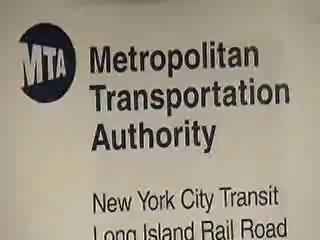 MTA
Metropolitan
Transportation
Authority
New York City Transit
Long Island Rail Road